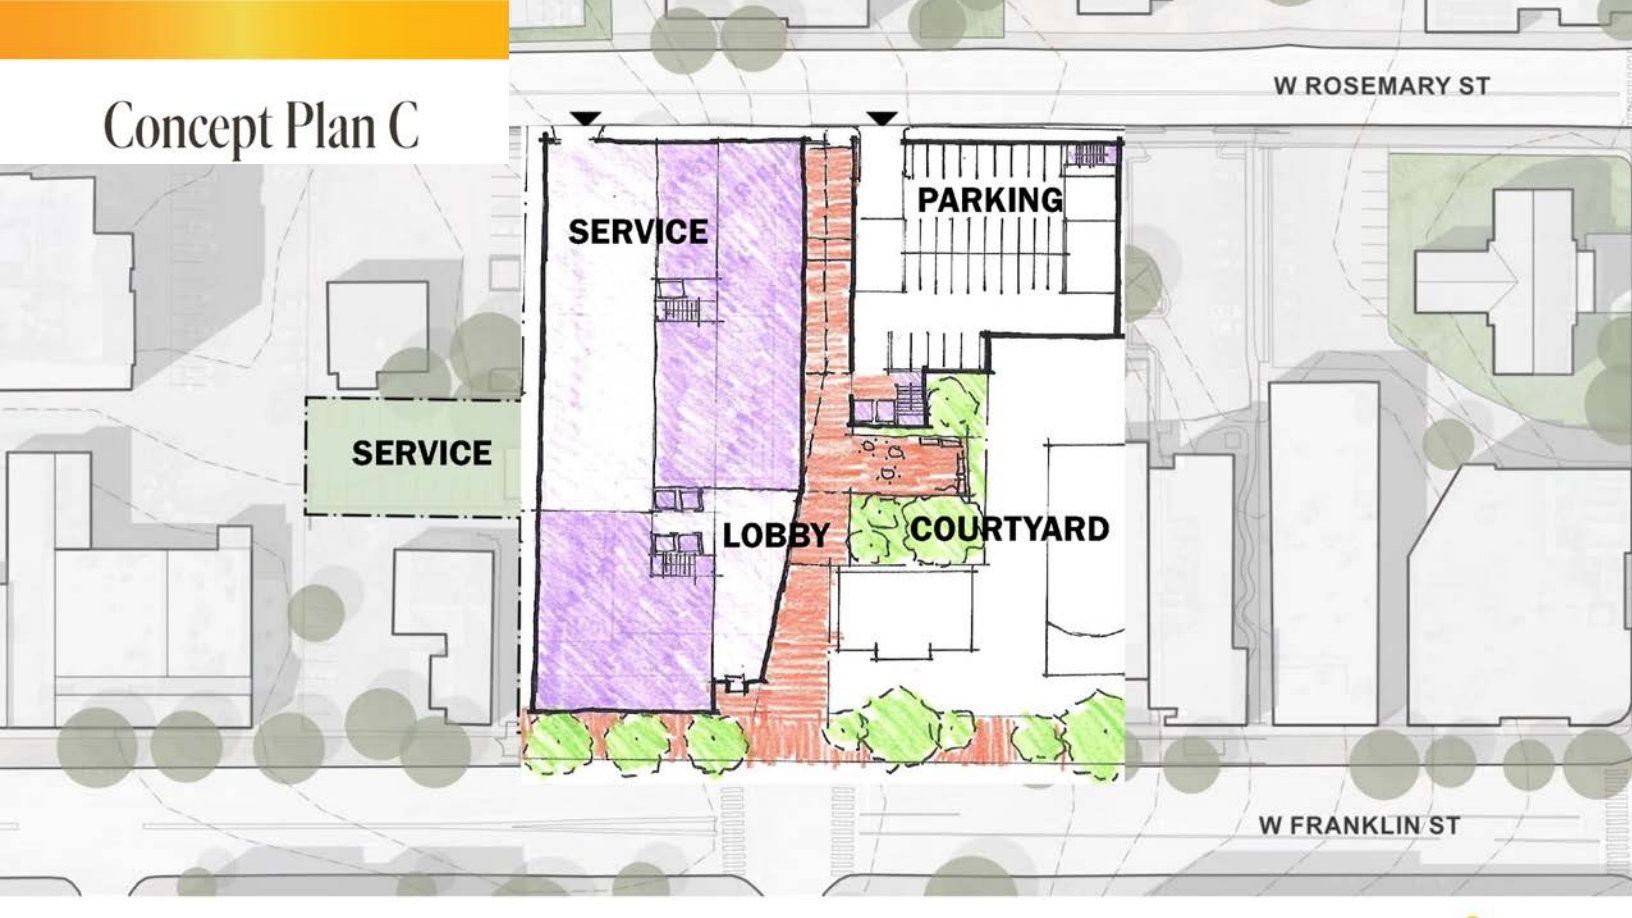 W ROSEMARY ST
Concept Plan C
PARKING
SERVICE
SERVICE
LOBBY
COURTYARD
W FRANKLIN ST